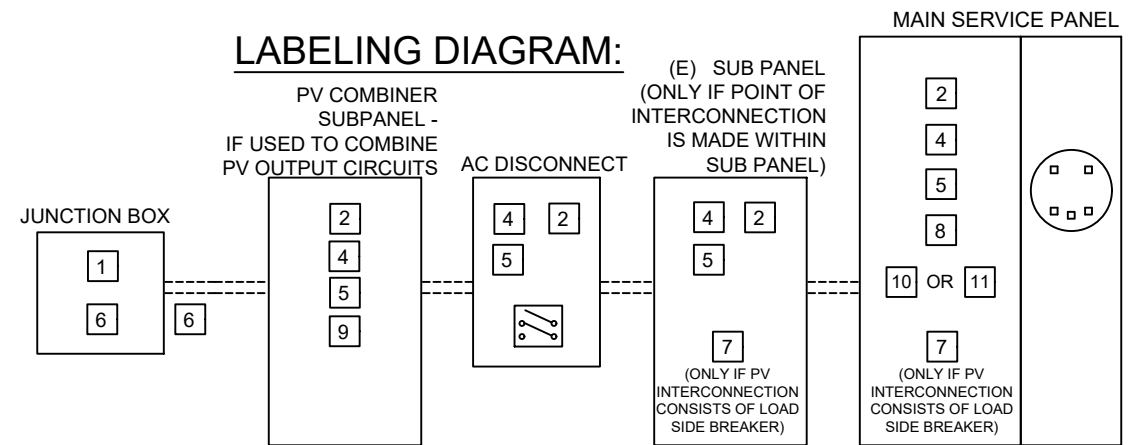 LABELING DIAGRAM:
JUNCTION BOX
1
6
6
PV COMBINER
SUBPANEL -
IF USED TO COMBINE
PV OUTPUT CIRCUITS
2
4
5
9
AC DISCONNECT
4 2
5
(E) SUB PANEL
(ONLY IF POINT OF
INTERCONNECTION
IS MADE WITHIN
SUB PANEL)
4 2
5
7
(ONLY IF PV
INTERCONNECTION
CONSISTS OF LOAD
SIDE BREAKER)
MAIN SERVICE PANEL
2
4
5
8
10 OR 11
7
(ONLY IF PV
INTERCONNECTION
CONSISTS OF LOAD
SIDE BREAKER)